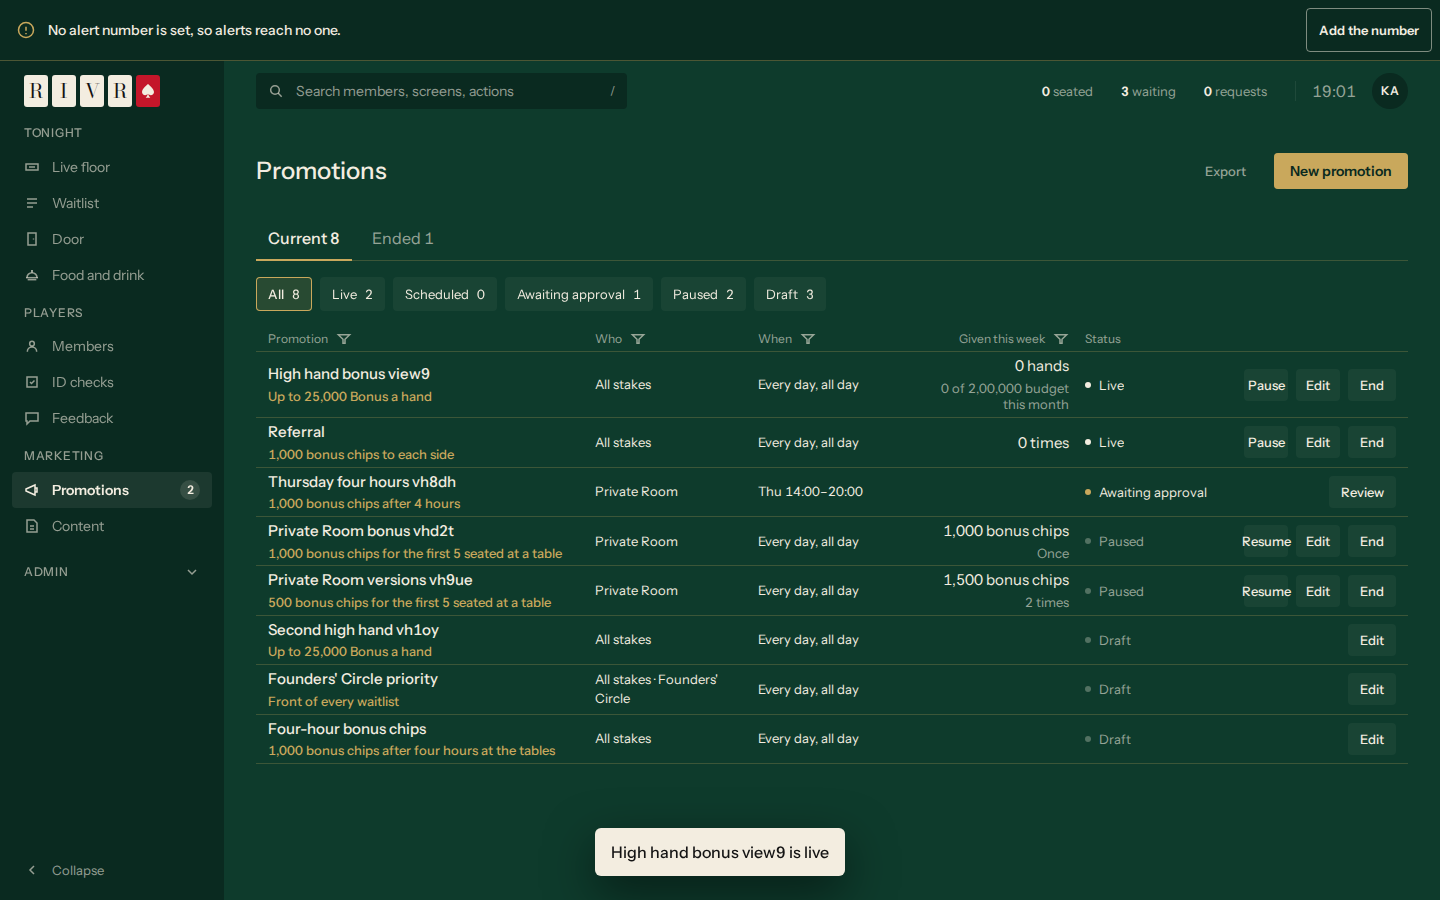 No alert number is set, so alerts reach no one.
Add the number
R I V R
Search members, screens, actions /
0 seated 3 waiting 0 requests 19:01 KA
TONIGHT
Live floor
Waitlist
Door
Food and drink
PLAYERS
Members
ID checks
Feedback
MARKETING
Promotions 2
Content
ADMIN
Collapse
Promotions
Export
New promotion
Current 8 Ended 1
All 8 Live 2 Scheduled 0 Awaiting approval 1 Paused 2 Draft 3
Promotion Who When Given this week Status
High hand bonus view9
Up to 25,000 Bonus a hand
All stakes
Every day, all day
0 hands
0 of 2,00,000 budget
this month
Live
Pause Edit End
Referral
1,000 bonus chips to each side
All stakes
Every day, all day
0 times
Live
Pause Edit End
Thursday four hours vh8dh
1,000 bonus chips after 4 hours
Private Room
Thu 14:00–20:00
Awaiting approval
Review
Private Room bonus vhd2t
1,000 bonus chips for the first 5 seated at a table
Private Room
Every day, all day
1,000 bonus chips
Once
Paused
Resume Edit End
Private Room versions vh9ue
500 bonus chips for the first 5 seated at a table
Private Room
Every day, all day
1,500 bonus chips
2 times
Paused
Resume Edit End
Second high hand vh1oy
Up to 25,000 Bonus a hand
All stakes
Every day, all day
Draft
Edit
Founders' Circle priority
Front of every waitlist
All stakes · Founders'
Circle
Every day, all day
Draft
Edit
Four-hour bonus chips
1,000 bonus chips after four hours at the tables
All stakes
Every day, all day
Draft
Edit
High hand bonus view9 is live